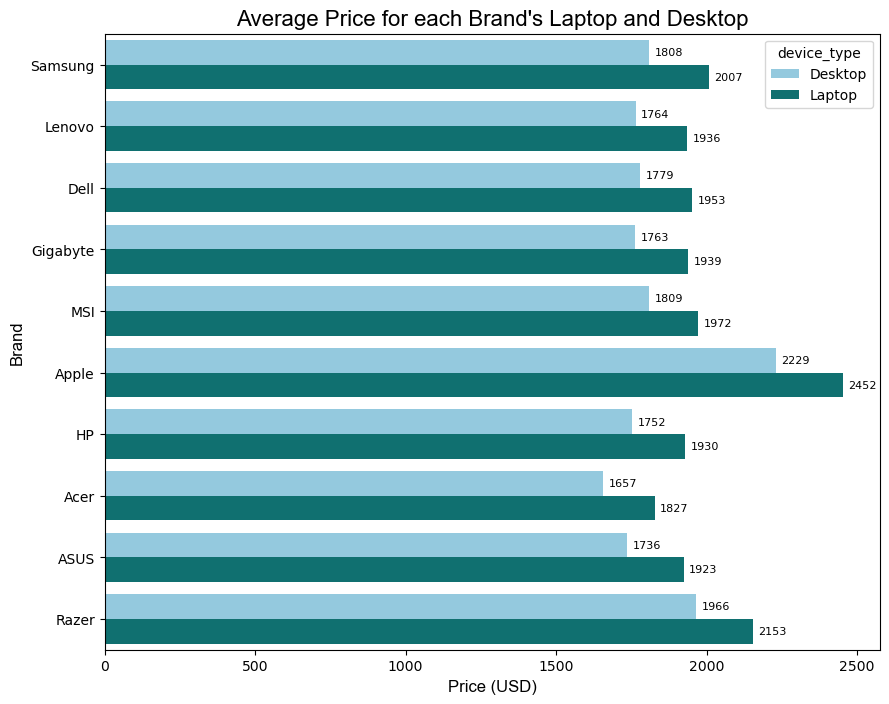 Average Price for each Brand's Laptop and Desktop
device_type
Desktop
Laptop
Brand
Samsung
1808
2007
Lenovo
1764
1936
Dell
1779
1953
Gigabyte
1763
1939
MSI
1809
1972
Apple
2229
2452
HP
1752
1930
Acer
1657
1827
ASUS
1736
1923
Razer
1966
2153
0 500 1000 1500 2000 2500
Price (USD)